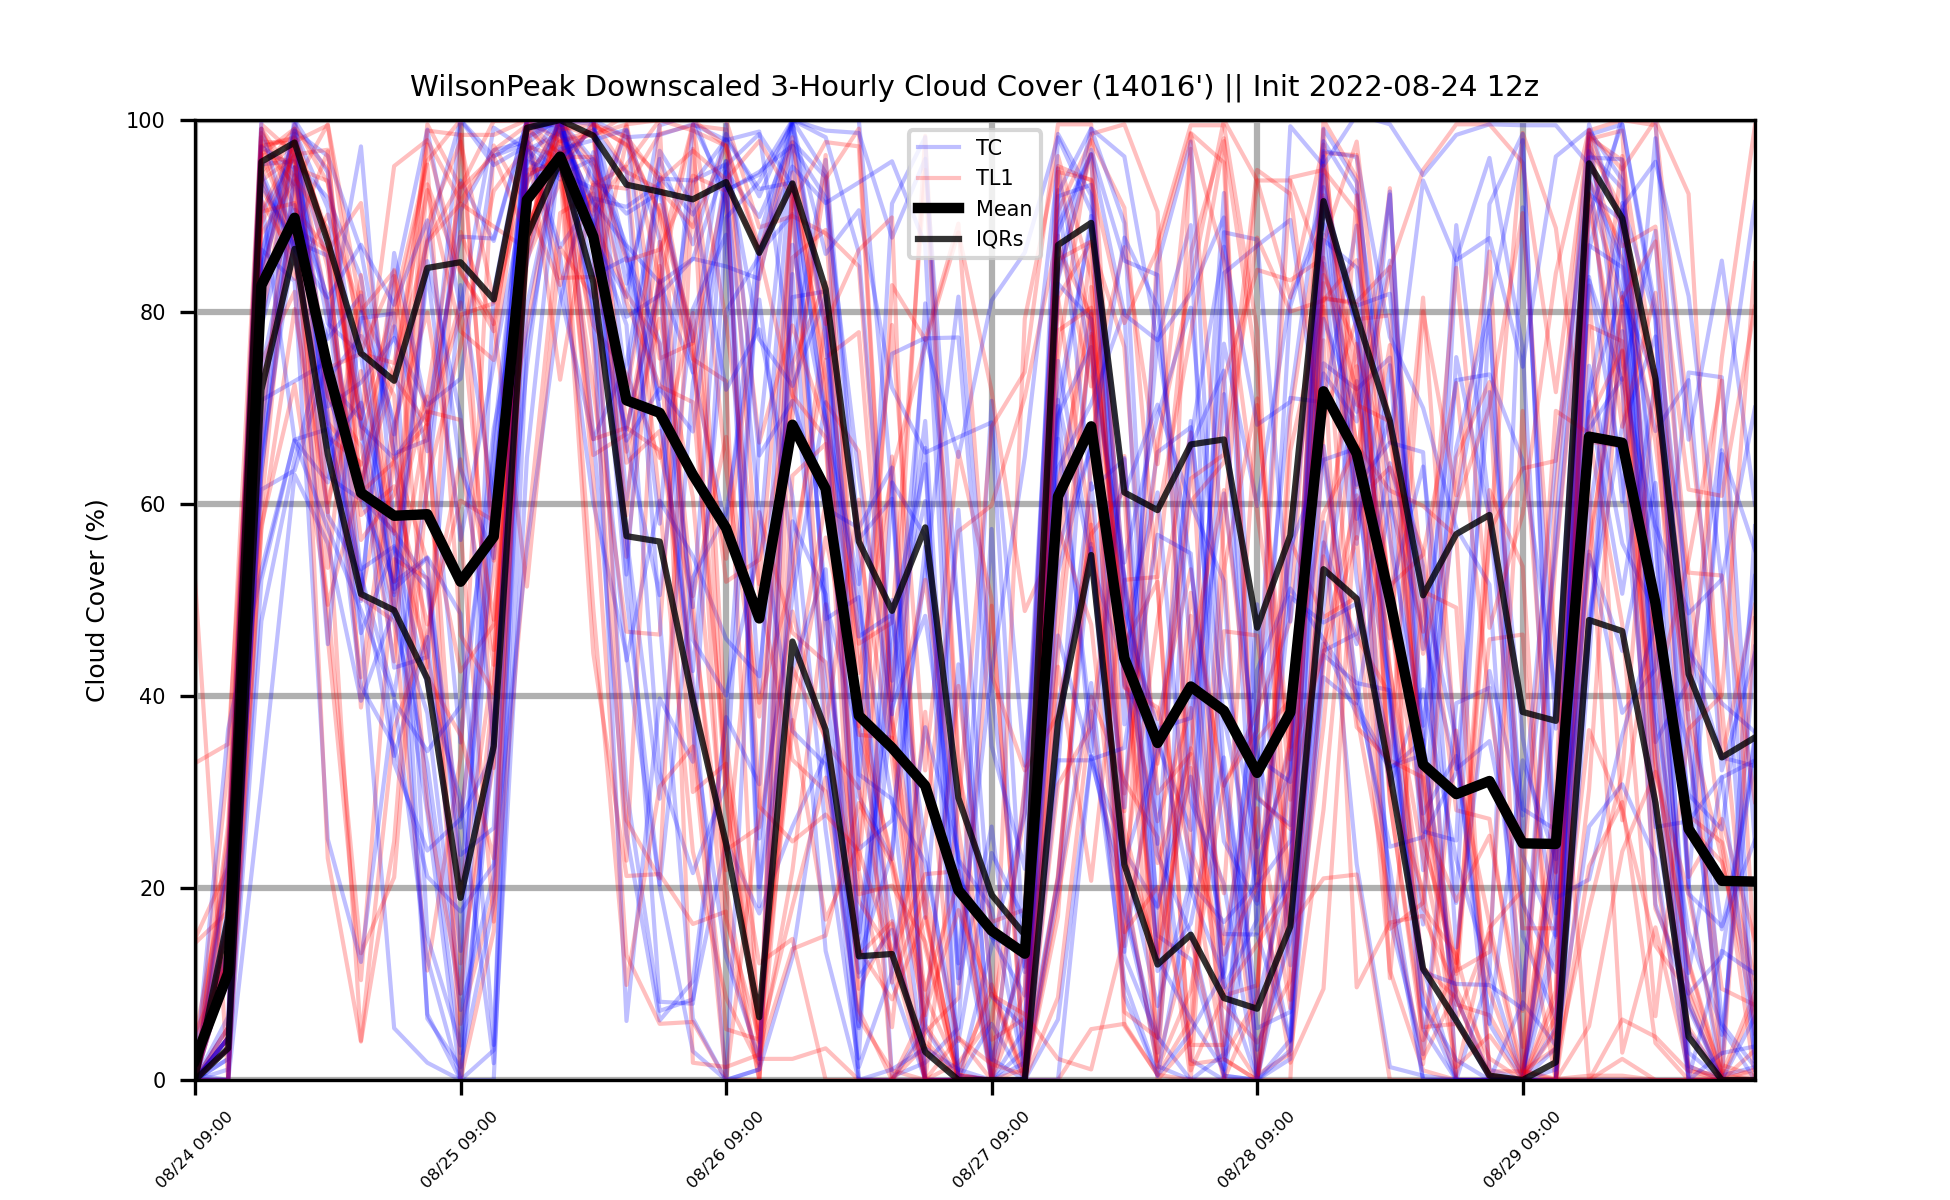 WilsonPeak Downscaled 3-Hourly Cloud Cover (14016') || Init 2022-08-24 12z
TC
TL1
Mean
IQRs
Cloud Cover (%)
100
80
60
40
20
0
08/24 09:00
08/25 09:00
08/26 09:00
08/27 09:00
08/28 09:00
08/29 09:00